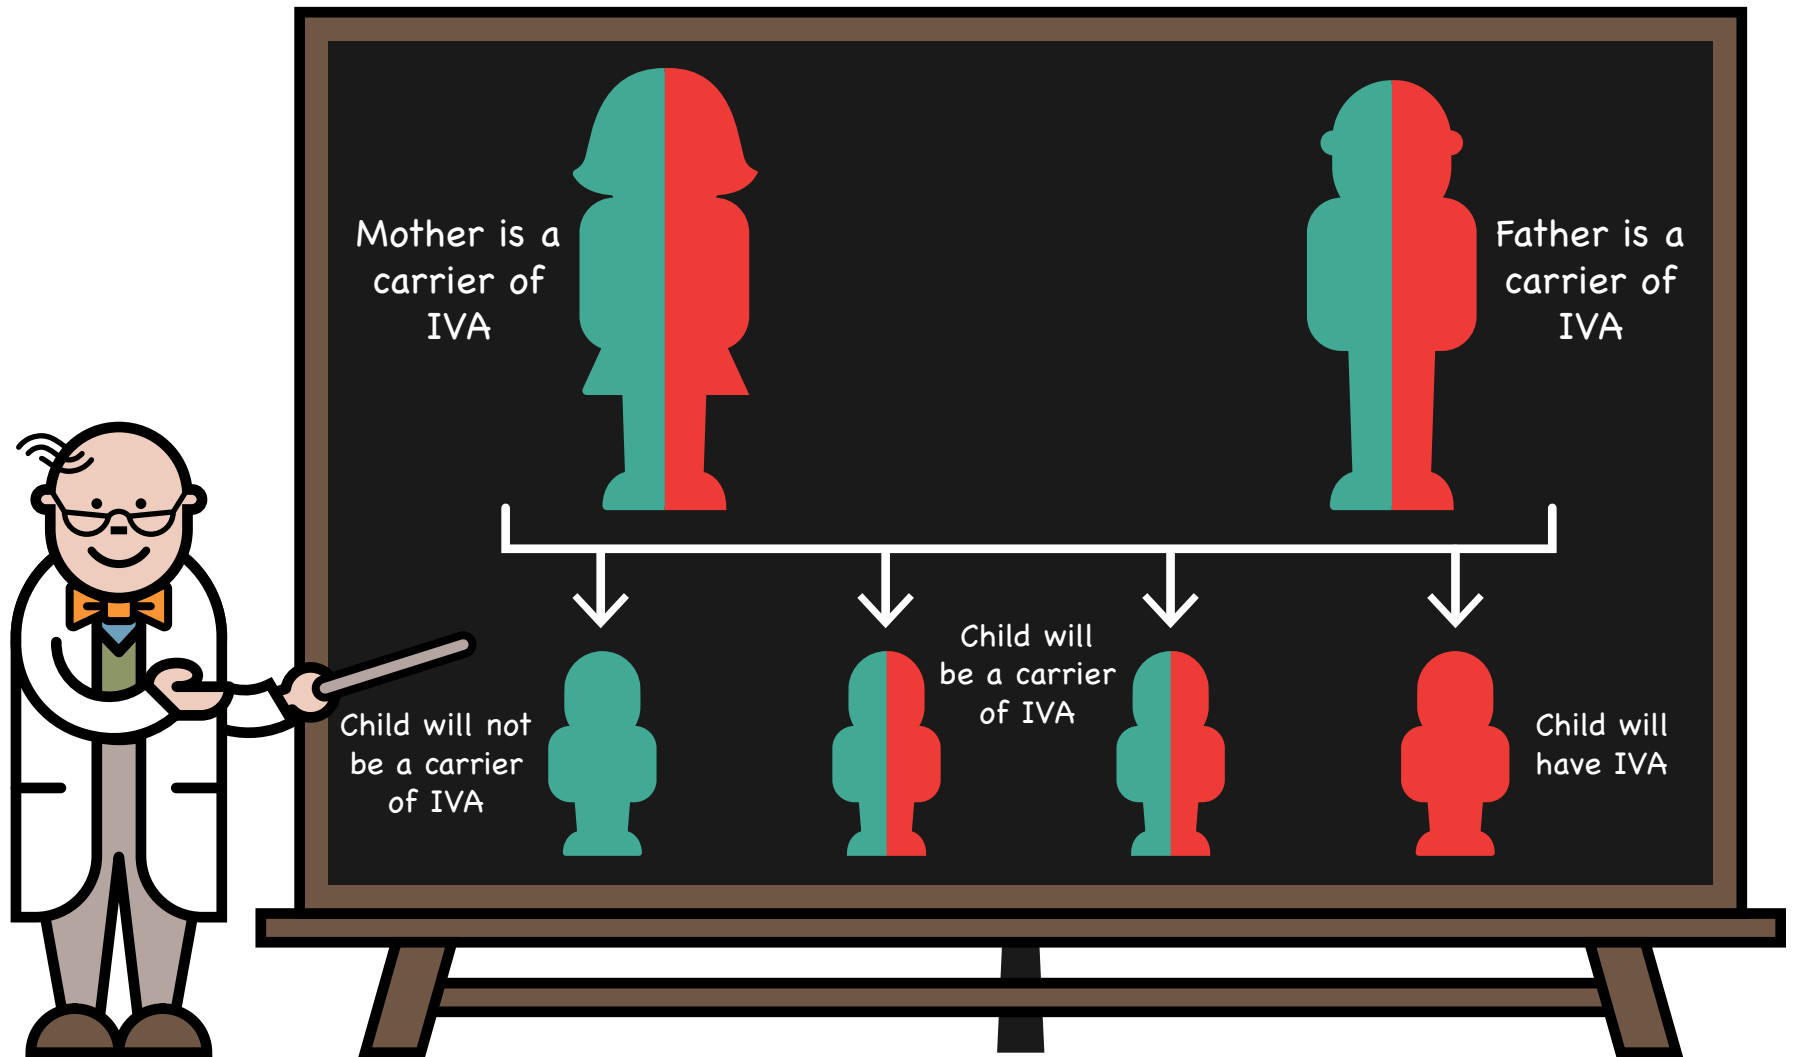 Mother is a
carrier of
IVA
Father is a
carrier of
IVA
Child will not
be a carrier
of IVA
Child will
be a carrier
of IVA
Child will
have IVA